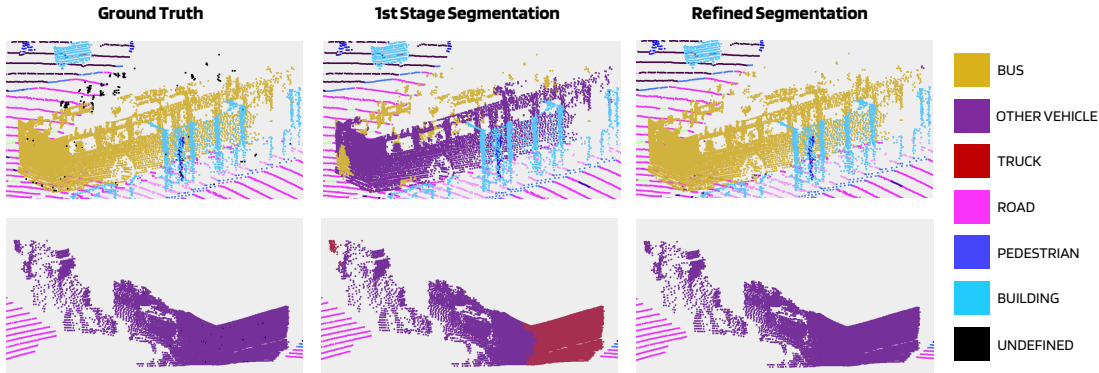 Ground Truth
1st Stage Segmentation
Refined Segmentation
BUS
OTHER VEHICLE
TRUCK
ROAD
PEDESTRIAN
BUILDING
UNDEFINED